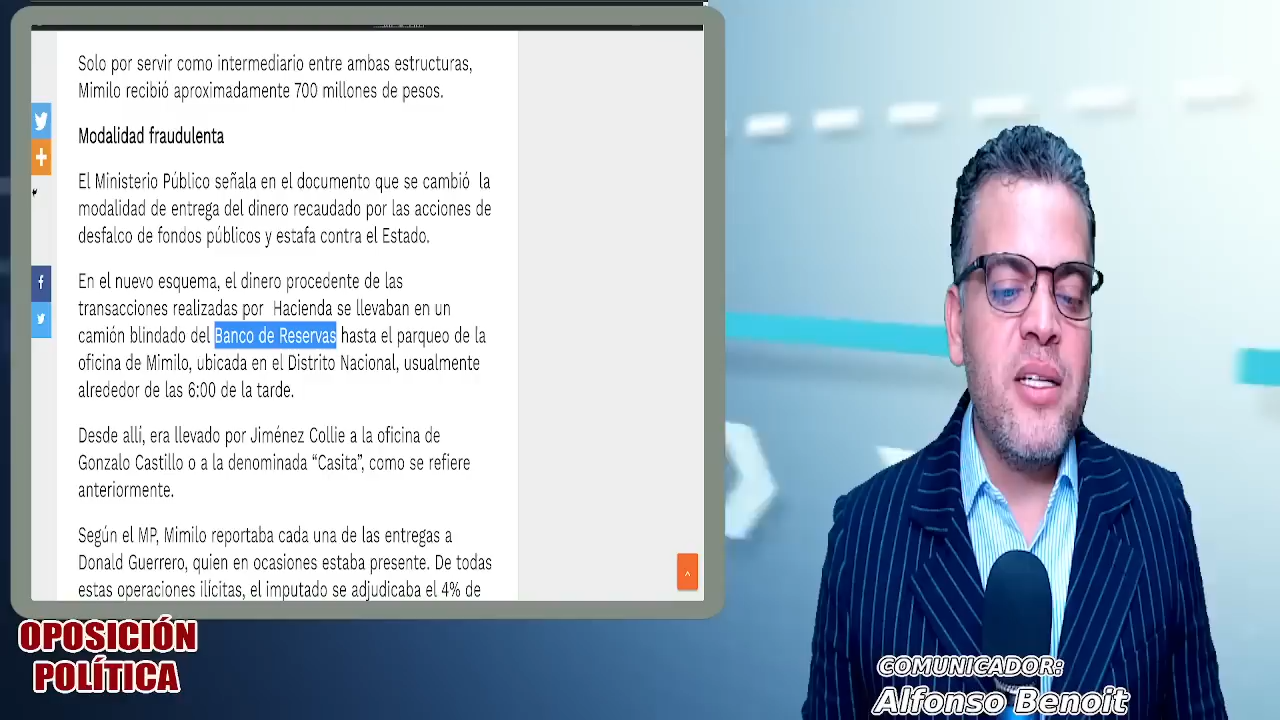 Solo por servir como intermediario entre ambas estructuras,
Mimilo recibió aproximadamente 700 millones de pesos.
Modalidad fraudulenta
El Ministerio Público señala en el documento que se cambió la
modalidad de entrega del dinero recaudado por las acciones de
desfalco de fondos públicos y estafa contra el Estado.
En el nuevo esquema, el dinero procedente de las
transacciones realizadas por Hacienda se llevaban en un
camión blindado del Banco de Reservas hasta el parqueo de la
oficina de Mimilo, ubicada en el Distrito Nacional, usualmente
alrededor de las 6:00 de la tarde.
Desde allí, era llevado por Jiménez Collie a la oficina de
Gonzalo Castillo o a la denominada “Casita”, como se refiere
anteriormente.
Según el MP, Mimilo reportaba cada una de las entregas a
Donald Guerrero, quien en ocasiones estaba presente. De todas
estas operaciones ilícitas, el imputado se adjudicaba el 4% de
OPOSICIÓN
POLÍTICA
COMUNICADOR:
Alfonso Benoit